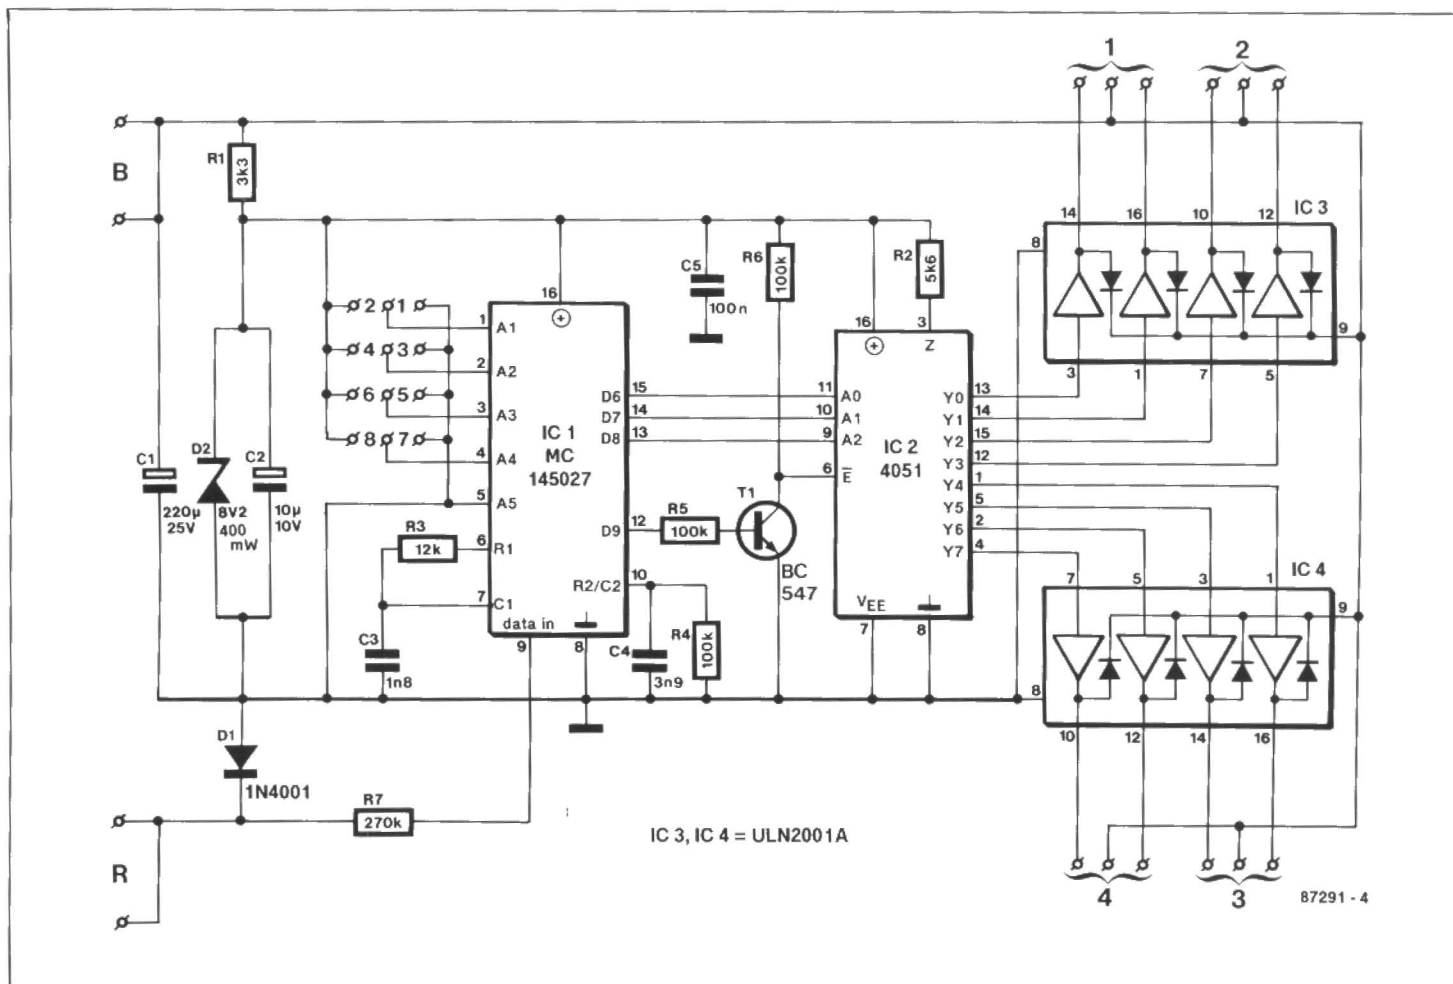 1 2
B
R1
3k3
14 16 10 12 IC 3
8
9
3 1 7 5
R6
100k
R2
5k6
C5
100n
2 1
4 3
6 5
8 7
16
1 A1
2 A2
3 A3
4 A4
5 A5
6 R1
7 C1
data in
9 8
IC 1
MC
145027
D6 15
D7 14
D8 13
D9 12
R2/C2 10
16 3
Z
11 A0
10 A1
9 A2
6 E̅
IC 2
4051
Y0 13
Y1 14
Y2 15
Y3 12
Y4 1
Y5 5
Y6 2
Y7 4
VEE
7 8
C1
220µ
25V
D2
8V2
400
mW
C2
10µ
10V
R3
12k
C3
1n8
R5
100k
T1
BC
547
C4
3n9
R4
100k
7 5 3 1 IC 4
9
8
10 12 14 16
D1
1N4001
R7
270k
R
IC 3, IC 4 = ULN2001A
4 3
87291 - 4